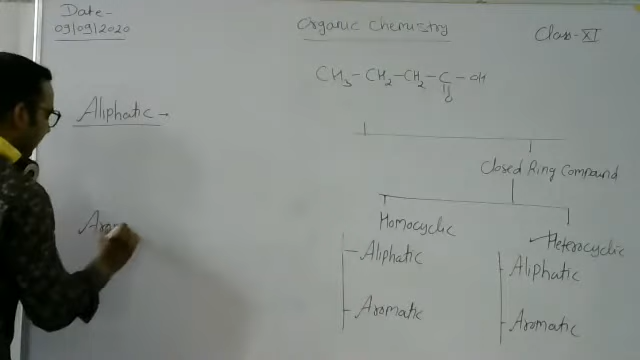 Date-
09/09/2020
Organic Chemistry
Class-XI
CH3-CH2-CH2-C-OH
O
Aliphatic-
Closed Ring Compound
Homocyclic
Heterocyclic
Aliphatic
Aromatic
Aliphatic
Aromatic
Arom